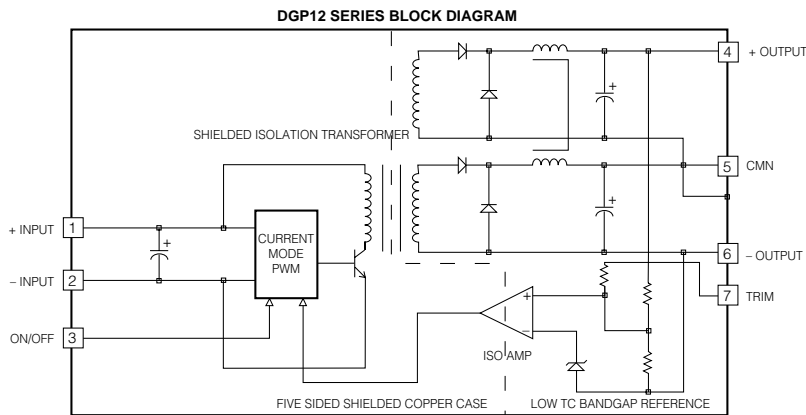 DGP12 SERIES BLOCK DIAGRAM
4 + OUTPUT
SHIELDED ISOLATION TRANSFORMER
5 CMN
+ INPUT 1
+
+
+
CURRENT
MODE
PWM
6 – OUTPUT
– INPUT 2
7 TRIM
+
–
ON/OFF 3
ISO AMP
FIVE SIDED SHIELDED COPPER CASE
LOW TC BANDGAP REFERENCE